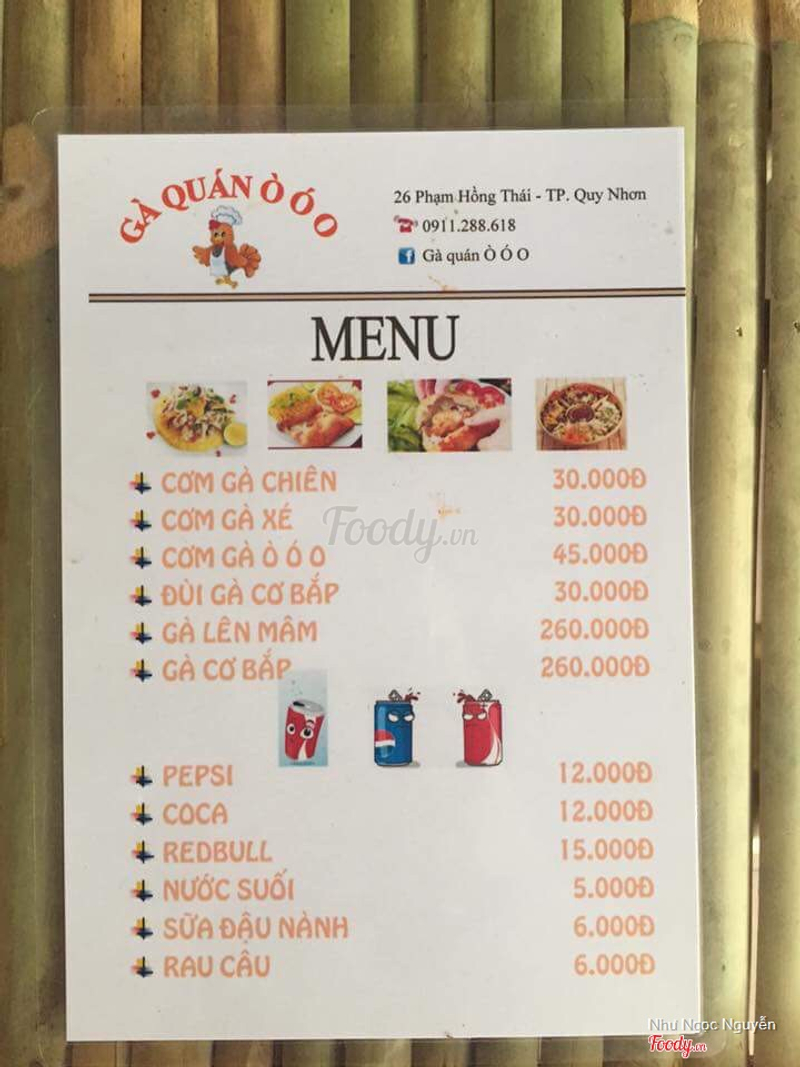 GÀ QUÁN Ò Ó O
26 Phạm Hồng Thái - TP. Quy Nhơn
0911.288.618
Gà quán Ò Ó O
MENU
CƠM GÀ CHIÊN 30.000Đ
CƠM GÀ XÉ 30.000Đ
Foody.vn
CƠM GÀ Ò Ó O 45.000Đ
ĐÙI GÀ CƠ BẮP 30.000Đ
GÀ LÊN MÂM 260.000Đ
GÀ CƠ BẮP 260.000Đ
PEPSI 12.000Đ
COCA 12.000Đ
REDBULL 15.000Đ
NƯỚC SUỐI 5.000Đ
SỮA ĐẬU NÀNH 6.000Đ
RAU CÂU 6.000Đ
Như Ngọc Nguyễn
Foody.vn